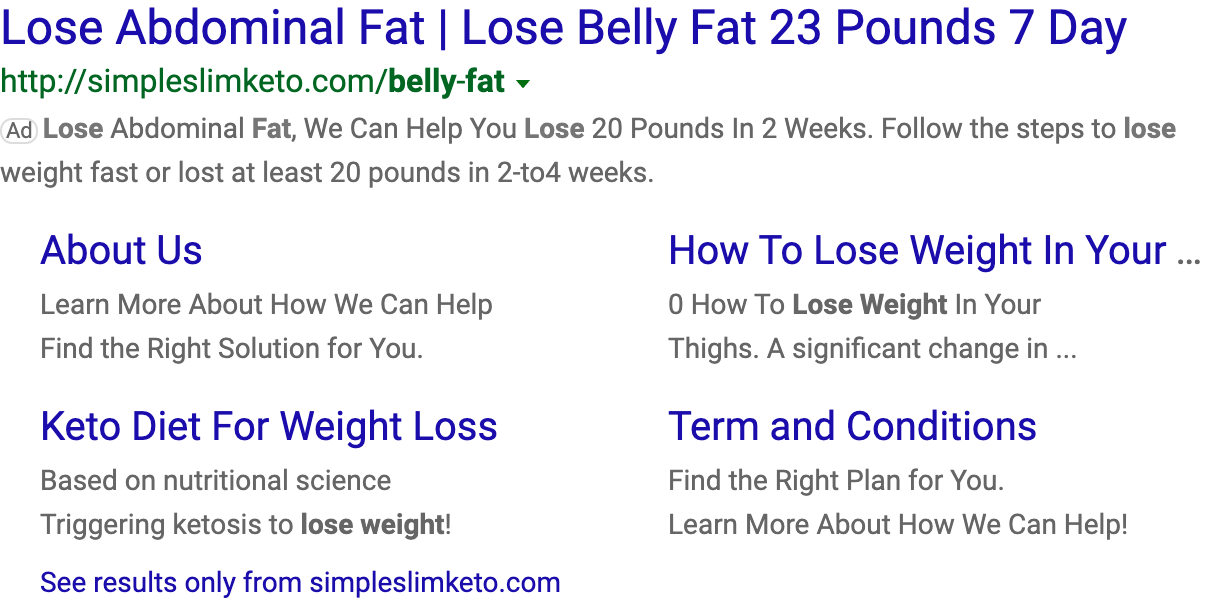 Lose Abdominal Fat | Lose Belly Fat 23 Pounds 7 Day
http://simpleslimketo.com/belly-fat
Ad Lose Abdominal Fat, We Can Help You Lose 20 Pounds In 2 Weeks. Follow the steps to lose
weight fast or lost at least 20 pounds in 2-to4 weeks.
About Us
Learn More About How We Can Help
Find the Right Solution for You.
How To Lose Weight In Your ...
0 How To Lose Weight In Your
Thighs. A significant change in ...
Keto Diet For Weight Loss
Based on nutritional science
Triggering ketosis to lose weight!
Term and Conditions
Find the Right Plan for You.
Learn More About How We Can Help!
See results only from simpleslimketo.com